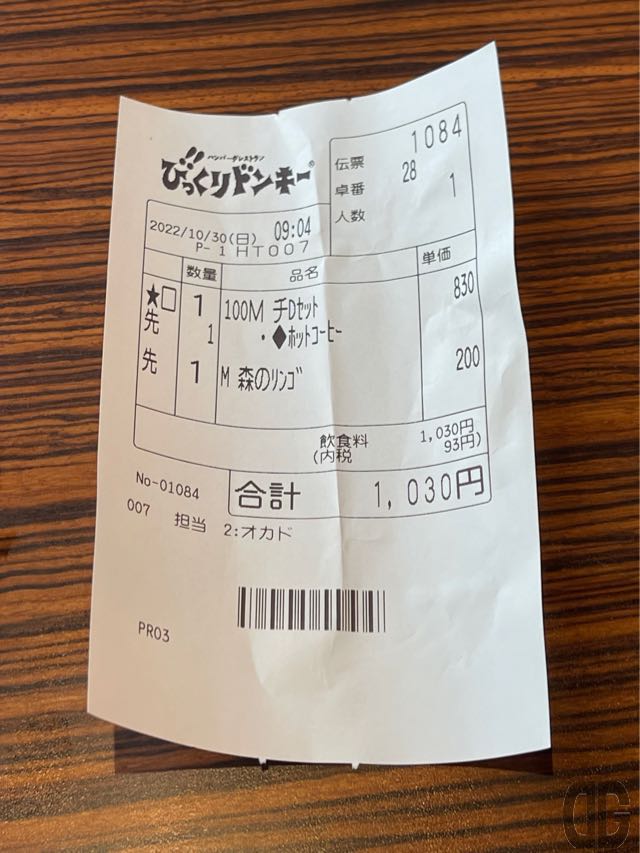 ハンバーグレストラン
びっくりドンキー®
伝票 1084
卓番 28
人数 1
2022/10/30(日) 09:04
P- 1 HT007
数量 品名 単価
★□ 1 100M チDセット 830
先 1 ・◆ホットコーヒー
先 1 M 森のリンゴ 200
飲食料 1,030円
(内税 93円)
合計 1,030円
No-01084
007 担当 2:オカド
PR03
DG